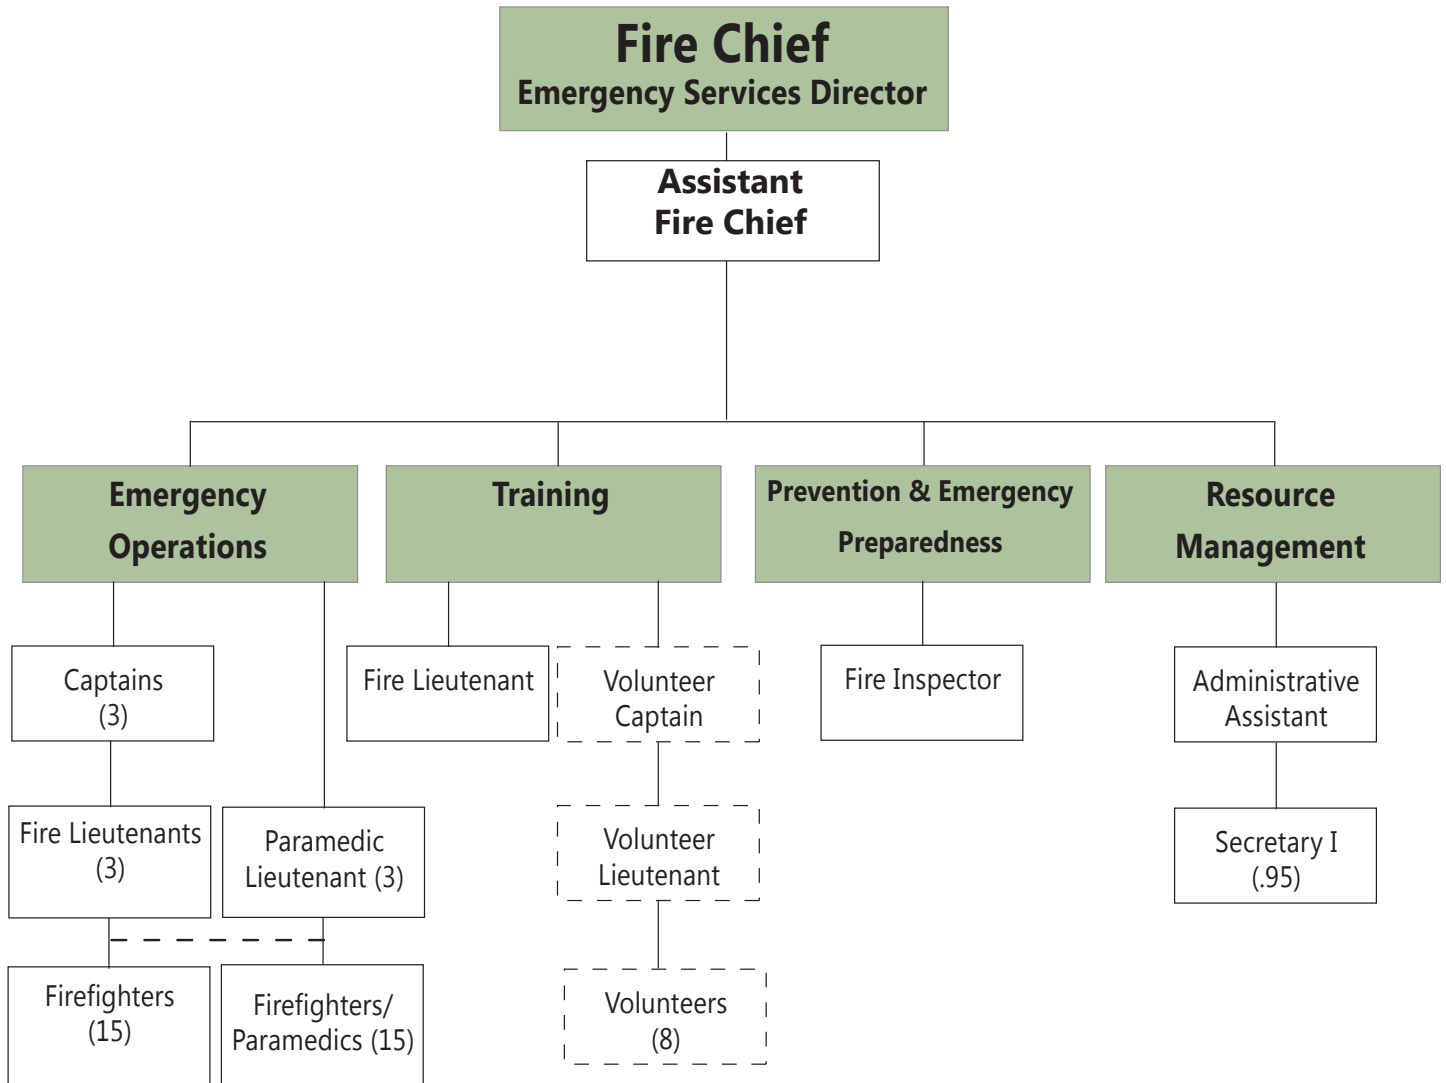 Fire Chief
Emergency Services Director
Assistant
Fire Chief
Emergency
Operations
Training
Prevention & Emergency
Preparedness
Resource
Management
Captains
(3)
Fire Lieutenant
Volunteer
Captain
Fire Inspector
Administrative
Assistant
Fire Lieutenants
(3)
Paramedic
Lieutenant (3)
Volunteer
Lieutenant
Secretary I
(.95)
Firefighters
(15)
Firefighters/
Paramedics (15)
Volunteers
(8)